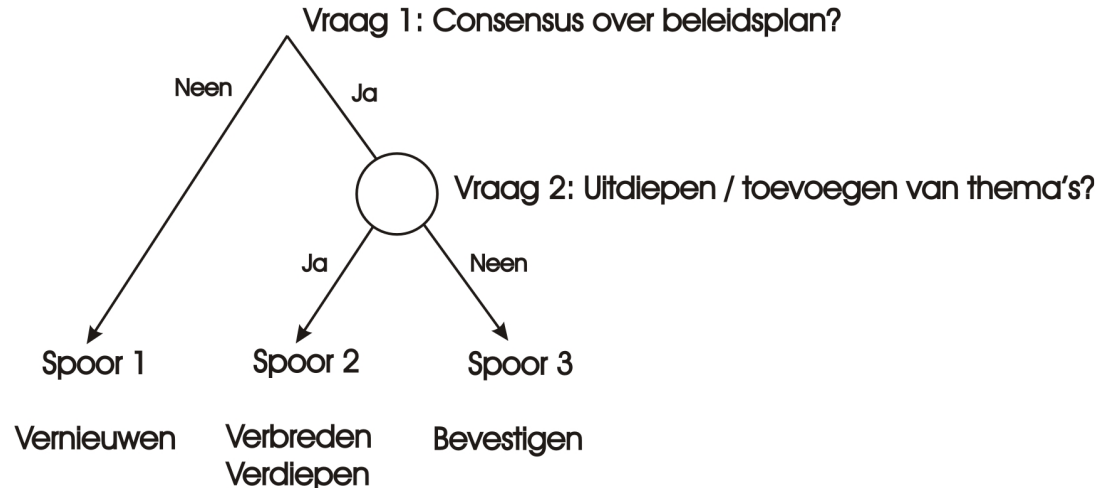 Vraag 1: Consensus over beleidsplan?
Neen
Ja
Vraag 2: Uitdiepen / toevoegen van thema's?
Ja
Neen
Spoor 1
Spoor 2
Spoor 3
Vernieuwen
Verbreden
Verdiepen
Bevestigen